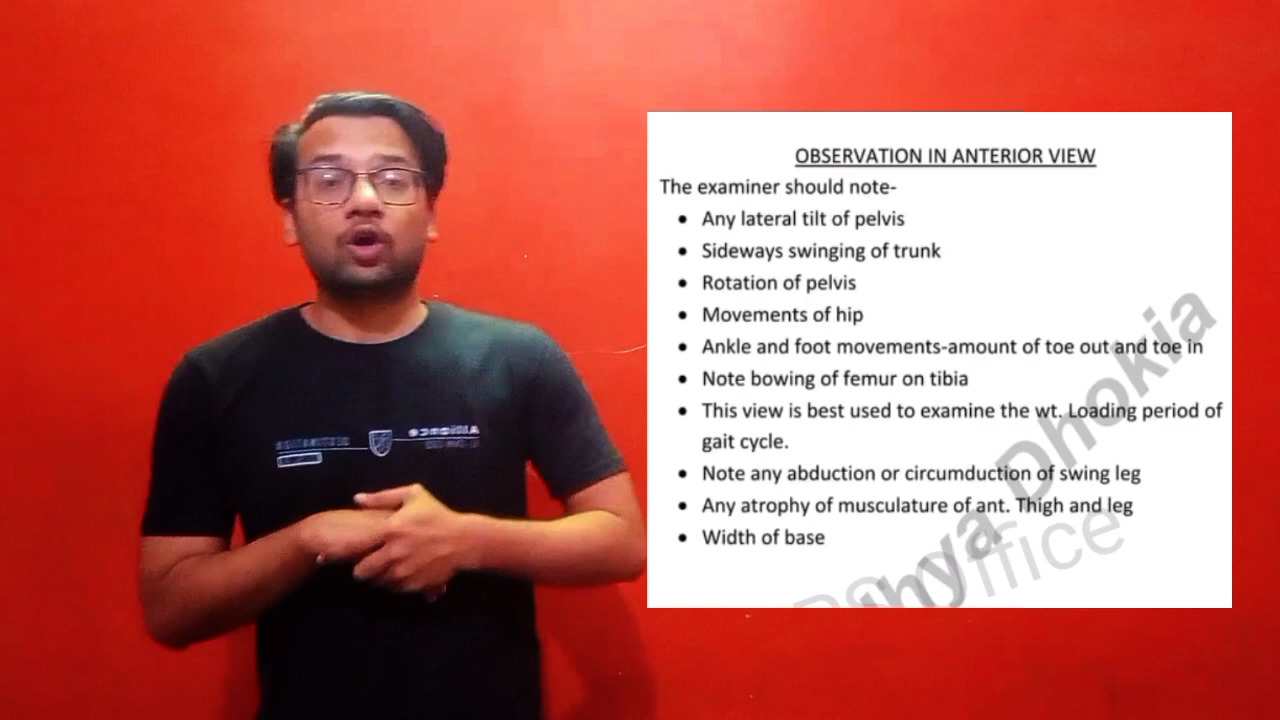 OBSERVATION IN ANTERIOR VIEW
The examiner should note-
• Any lateral tilt of pelvis
• Sideways swinging of trunk
• Rotation of pelvis
• Movements of hip
• Ankle and foot movements-amount of toe out and toe in
• Note bowing of femur on tibia
• This view is best used to examine the wt. Loading period of
gait cycle.
• Note any abduction or circumduction of swing leg
• Any atrophy of musculature of ant. Thigh and leg
• Width of base
Dhokia